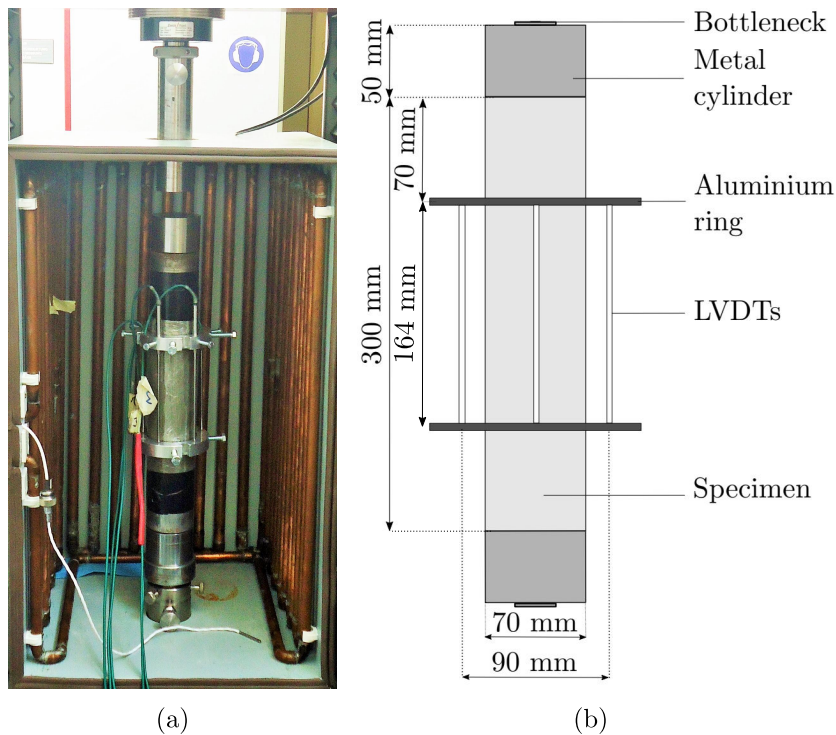 Bottleneck
Metal
cylinder
50 mm
70 mm
Aluminium
ring
300 mm
164 mm
LVDTs
Specimen
70 mm
90 mm
(a)
(b)